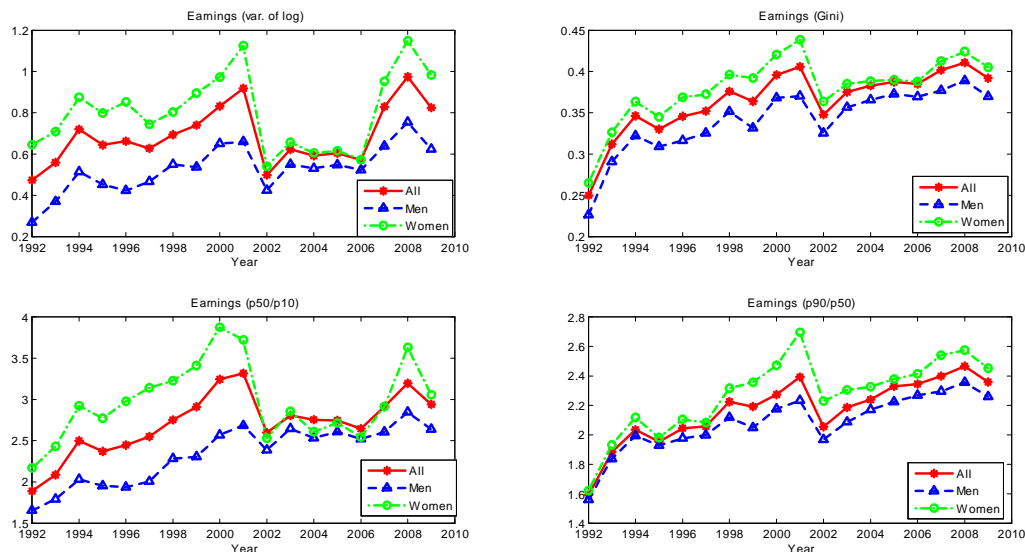 Earnings (var. of log)
1.2
1
0.8
0.6
0.4
0.2
1992 1994 1996 1998 2000 2002 2004 2006 2008 2010
Year
All
Men
Women
Earnings (Gini)
0.45
0.4
0.35
0.3
0.25
0.2
1992 1994 1996 1998 2000 2002 2004 2006 2008 2010
Year
All
Men
Women
Earnings (p50/p10)
4
3.5
3
2.5
2
1.5
1992 1994 1996 1998 2000 2002 2004 2006 2008 2010
Year
All
Men
Women
Earnings (p90/p50)
2.8
2.6
2.4
2.2
2
1.8
1.6
1.4
1992 1994 1996 1998 2000 2002 2004 2006 2008 2010
Year
All
Men
Women